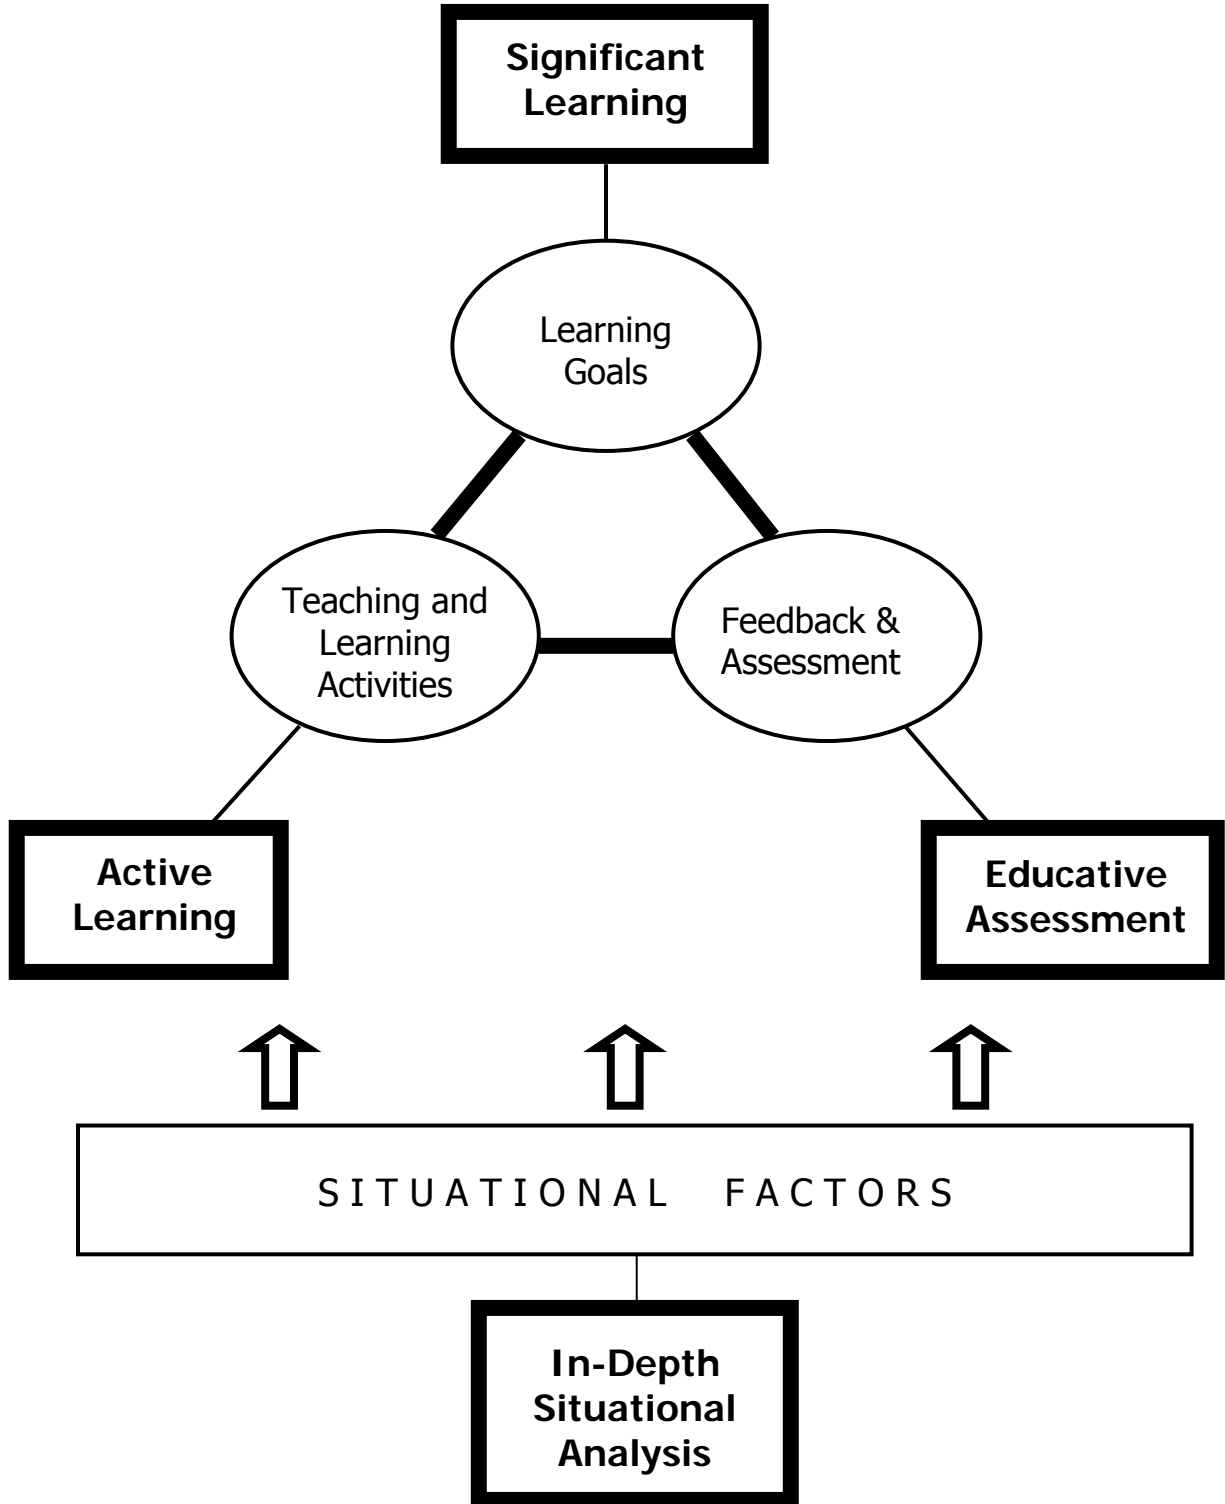 Significant
Learning
Learning
Goals
Teaching and
Learning
Activities
Feedback &
Assessment
Active
Learning
Educative
Assessment
SITUATIONAL FACTORS
In-Depth
Situational
Analysis